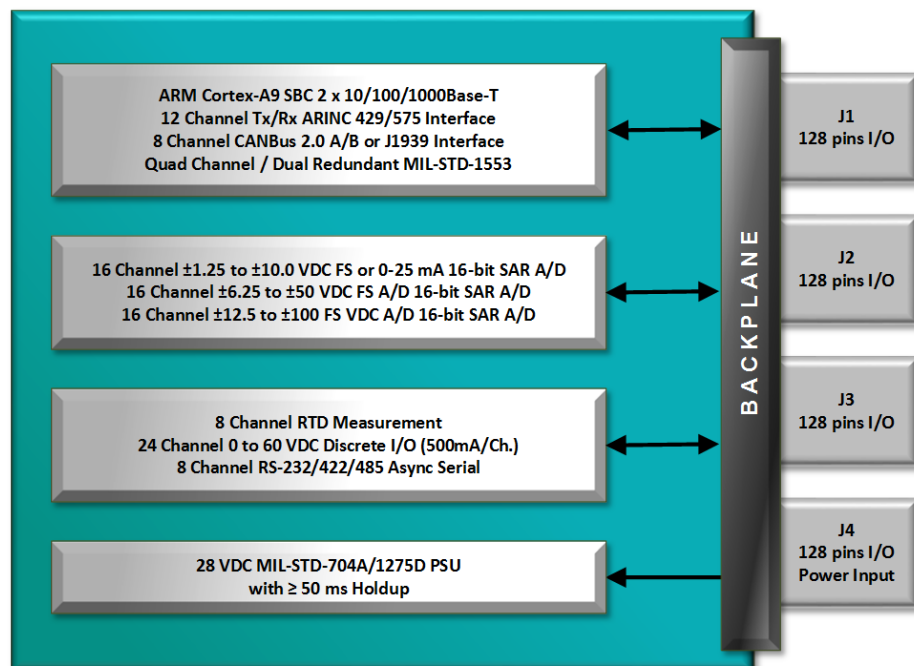 ARM Cortex-A9 SBC 2 x 10/100/1000Base-T
12 Channel Tx/Rx ARINC 429/575 Interface
8 Channel CANBus 2.0 A/B or J1939 Interface
Quad Channel / Dual Redundant MIL-STD-1553
16 Channel ±1.25 to ±10.0 VDC FS or 0-25 mA 16-bit SAR A/D
16 Channel ±6.25 to ±50 VDC FS A/D 16-bit SAR A/D
16 Channel ±12.5 to ±100 FS VDC A/D 16-bit SAR A/D
8 Channel RTD Measurement
24 Channel 0 to 60 VDC Discrete I/O (500mA/Ch.)
8 Channel RS-232/422/485 Async Serial
28 VDC MIL-STD-704A/1275D PSU
with ≥ 50 ms Holdup
BACKPLANE
J1
128 pins I/O
J2
128 pins I/O
J3
128 pins I/O
J4
128 pins I/O
Power Input